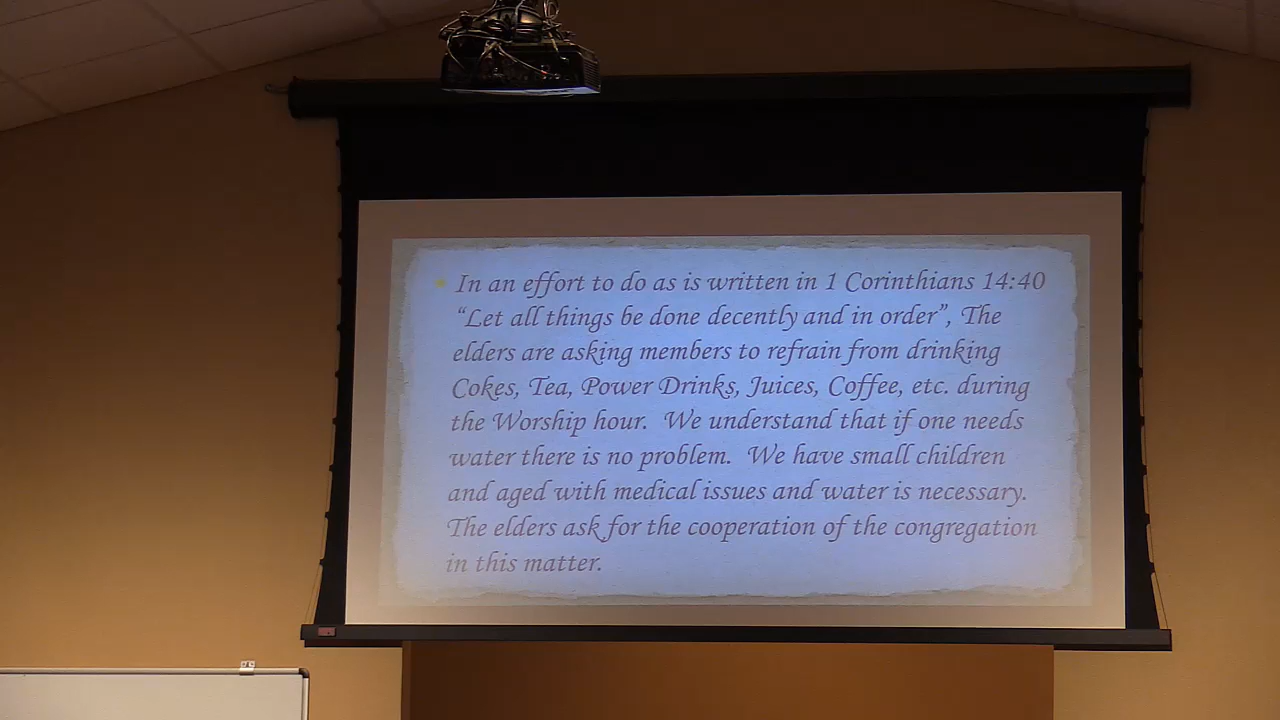 In an effort to do as is written in 1 Corinthians 14:40
“Let all things be done decently and in order”, The
elders are asking members to refrain from drinking
Cokes, Tea, Power Drinks, Juices, Coffee, etc. during
the Worship hour.  We understand that if one needs
water there is no problem.  We have small children
and aged with medical issues and water is necessary.
The elders ask for the cooperation of the congregation
in this matter.